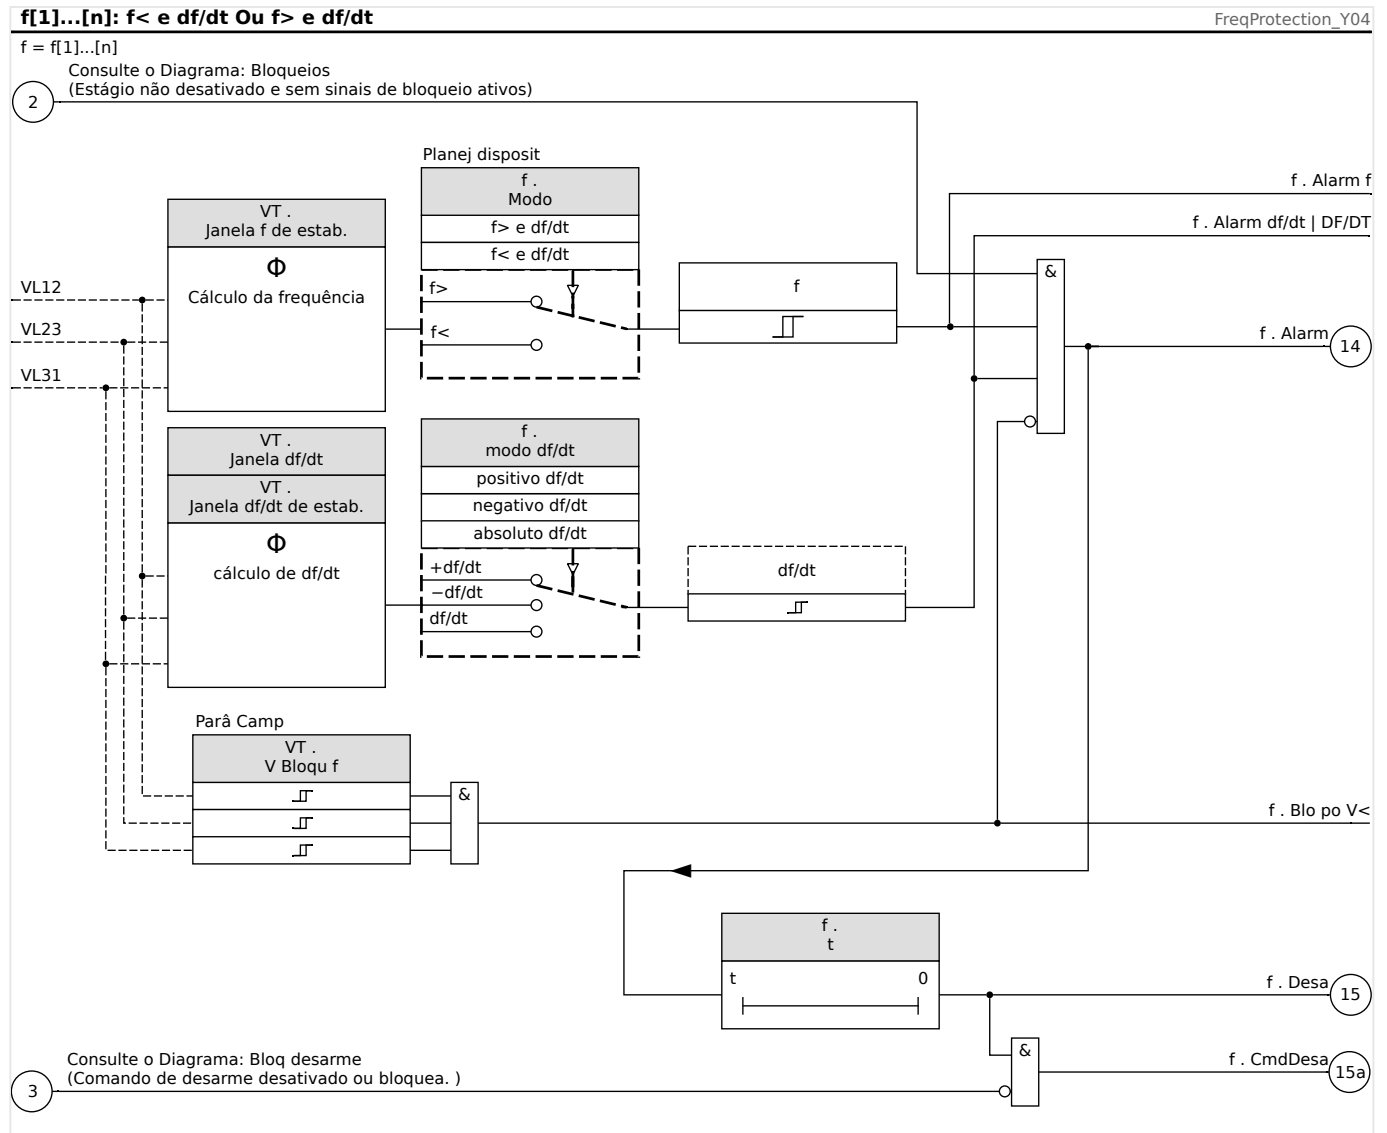 f[1]...[n]: f< e df/dt Ou f> e df/dt
FreqProtection_Y04
f = f[1]...[n]
Consulte o Diagrama: Bloqueios
(Estágio não desativado e sem sinais de bloqueio ativos)
2
Planej disposit
f .
Modo
f> e df/dt
f< e df/dt
f>
f<
VT .
Janela f de estab.
Φ
Cálculo da frequência
VL12
VL23
VL31
f
f . Alarm f
f . Alarm df/dt | DF/DT
&
f . Alarm
14
VT .
Janela df/dt
VT .
Janela df/dt de estab.
Φ
cálculo de df/dt
f .
modo df/dt
positivo df/dt
negativo df/dt
absoluto df/dt
+df/dt
−df/dt
df/dt
df/dt
Parâ Camp
VT .
V Bloqu f
&
f . Blo po V<
f .
t
t
0
f . Desa
15
Consulte o Diagrama: Bloq desarme
(Comando de desarme desativado ou bloquea. )
3
&
f . CmdDesa
15a